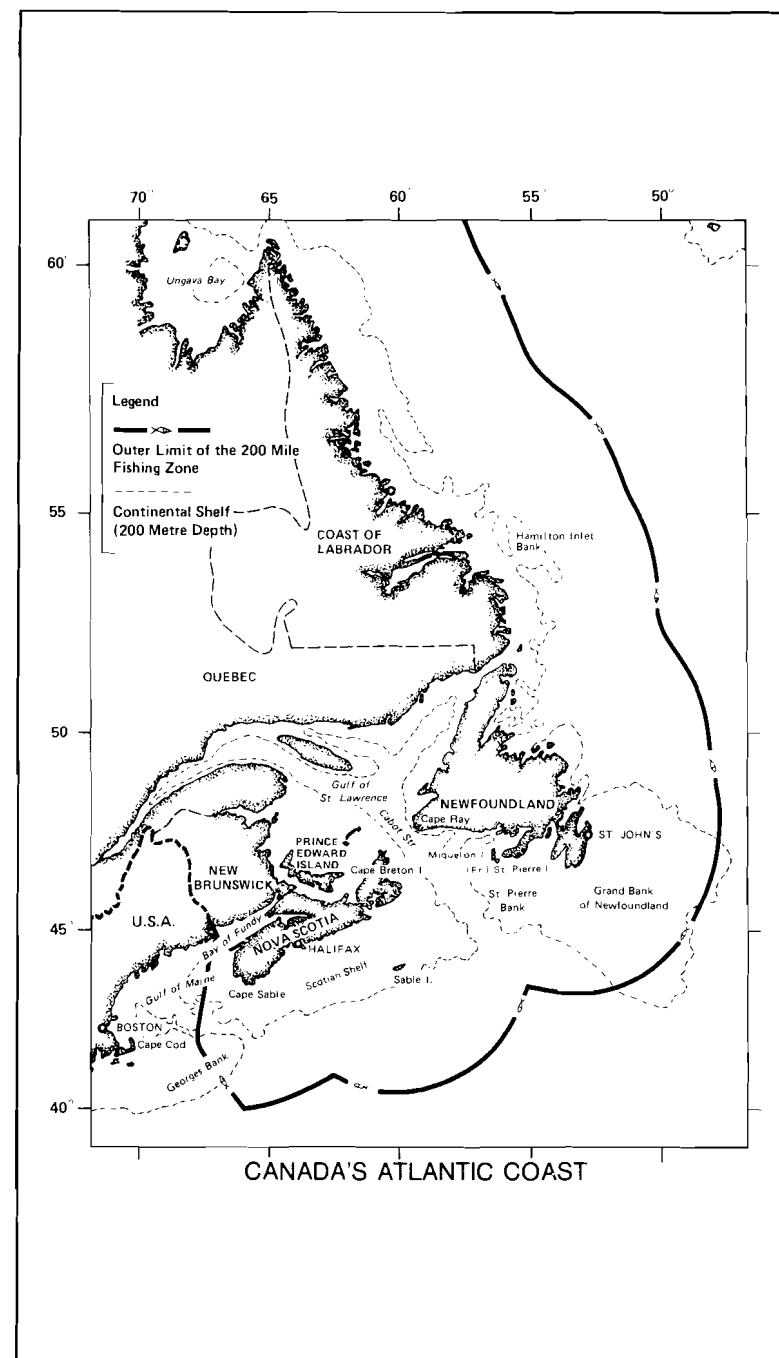 70° 65 60° 55° 50°
60°
Ungava Bay
Legend
Outer Limit of the 200 Mile
Fishing Zone
Continental Shelf
(200 Metre Depth)
55°
COAST OF
LABRADOR
Hamilton Inlet
Bank
QUEBEC
50
Gulf of
St. Lawrence
NEWFOUNDLAND
Cape Ray
Cabot Str
ST JOHN'S
PRINCE
EDWARD
ISLAND
Miquelon I
(Fr.) St. Pierre I
Cape Breton I
NEW
BRUNSWICK
St. Pierre
Bank
Grand Bank
of Newfoundland
45°
U.S.A.
Bay of Fundy
NOVA SCOTIA
HALIFAX
Gulf of Maine
Scotian Shelf
Sable I.
Cape Sable
BOSTON
Cape Cod
Georges Bank
40°
CANADA'S ATLANTIC COAST